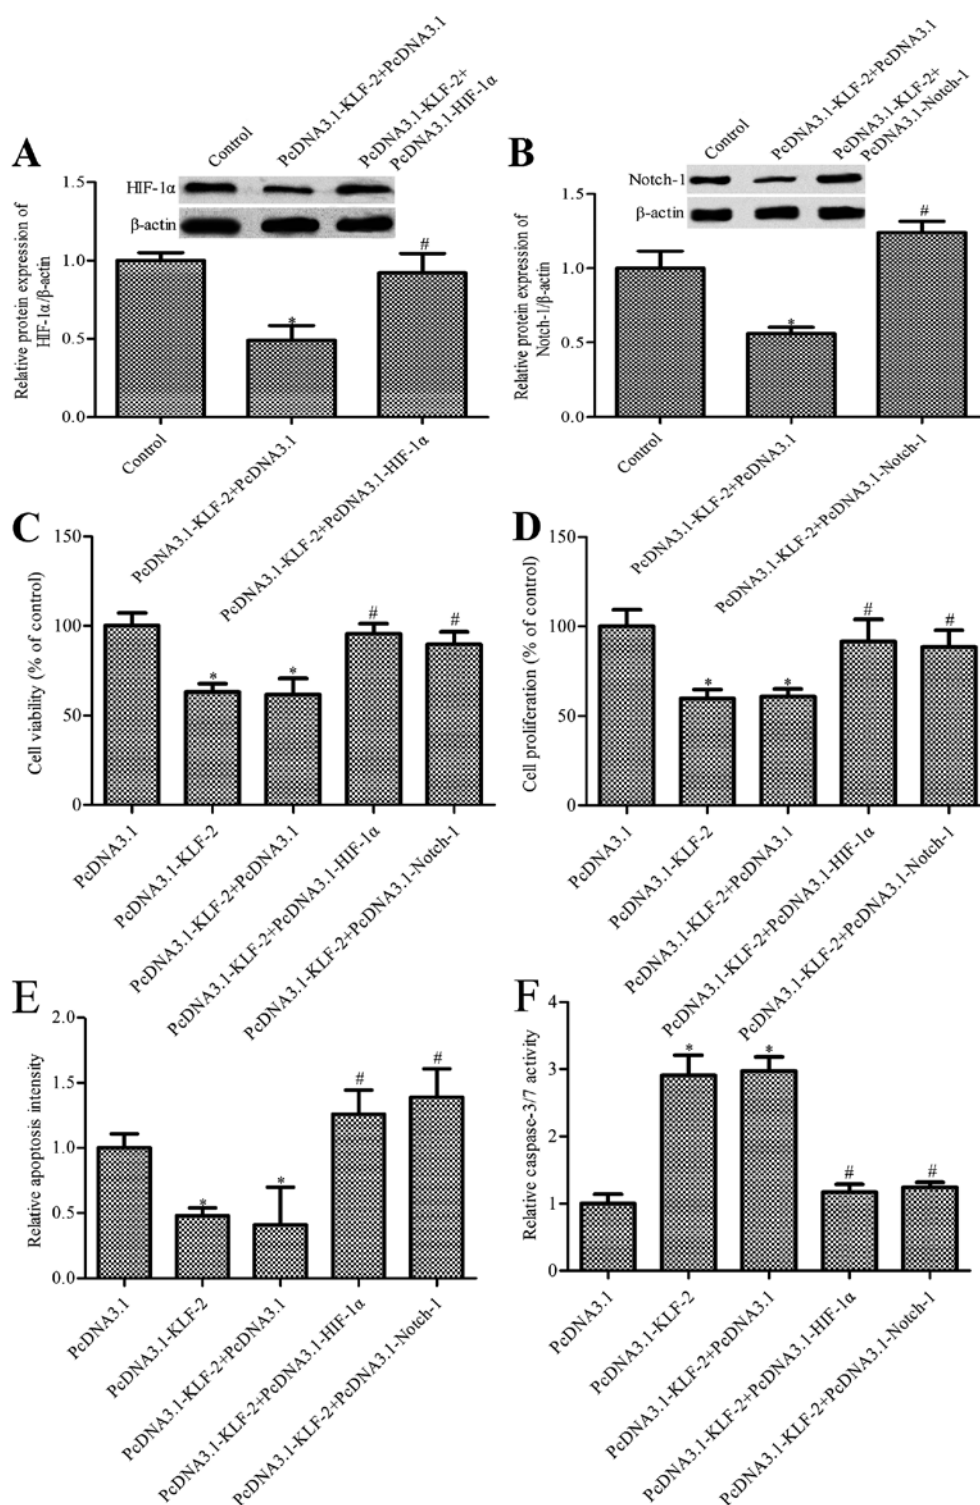 A
Control
PcDNA3.1-KLF-2+PcDNA3.1
PcDNA3.1-KLF-2+
PcDNA3.1-HIF-1α
HIF-1α
β-actin
Relative protein expression of
HIF-1α/β-actin
1.5
1.0
0.5
0.0
*
#
Control
PcDNA3.1-KLF-2+PcDNA3.1
PcDNA3.1-KLF-2+PcDNA3.1-HIF-1α
B
Control
PcDNA3.1-KLF-2+PcDNA3.1
PcDNA3.1-KLF-2+
PcDNA3.1-Notch-1
Notch-1
β-actin
Relative protein expression of
Notch-1/β-actin
1.5
1.0
0.5
0.0
*
#
Control
PcDNA3.1-KLF-2+PcDNA3.1
PcDNA3.1-KLF-2+PcDNA3.1-Notch-1
C
Cell viability (% of control)
150
100
50
0
*
*
#
#
PcDNA3.1
PcDNA3.1-KLF-2
PcDNA3.1-KLF-2+PcDNA3.1
PcDNA3.1-KLF-2+PcDNA3.1-HIF-1α
PcDNA3.1-KLF-2+PcDNA3.1-Notch-1
D
Cell proliferation (% of control)
150
100
50
0
*
*
#
#
PcDNA3.1
PcDNA3.1-KLF-2
PcDNA3.1-KLF-2+PcDNA3.1
PcDNA3.1-KLF-2+PcDNA3.1-HIF-1α
PcDNA3.1-KLF-2+PcDNA3.1-Notch-1
E
Relative apoptosis intensity
2.0
1.5
1.0
0.5
0.0
*
*
#
#
PcDNA3.1
PcDNA3.1-KLF-2
PcDNA3.1-KLF-2+PcDNA3.1
PcDNA3.1-KLF-2+PcDNA3.1-HIF-1α
PcDNA3.1-KLF-2+PcDNA3.1-Notch-1
F
Relative caspase-3/7 activity
4
3
2
1
0
*
*
#
#
PcDNA3.1
PcDNA3.1-KLF-2
PcDNA3.1-KLF-2+PcDNA3.1
PcDNA3.1-KLF-2+PcDNA3.1-HIF-1α
PcDNA3.1-KLF-2+PcDNA3.1-Notch-1